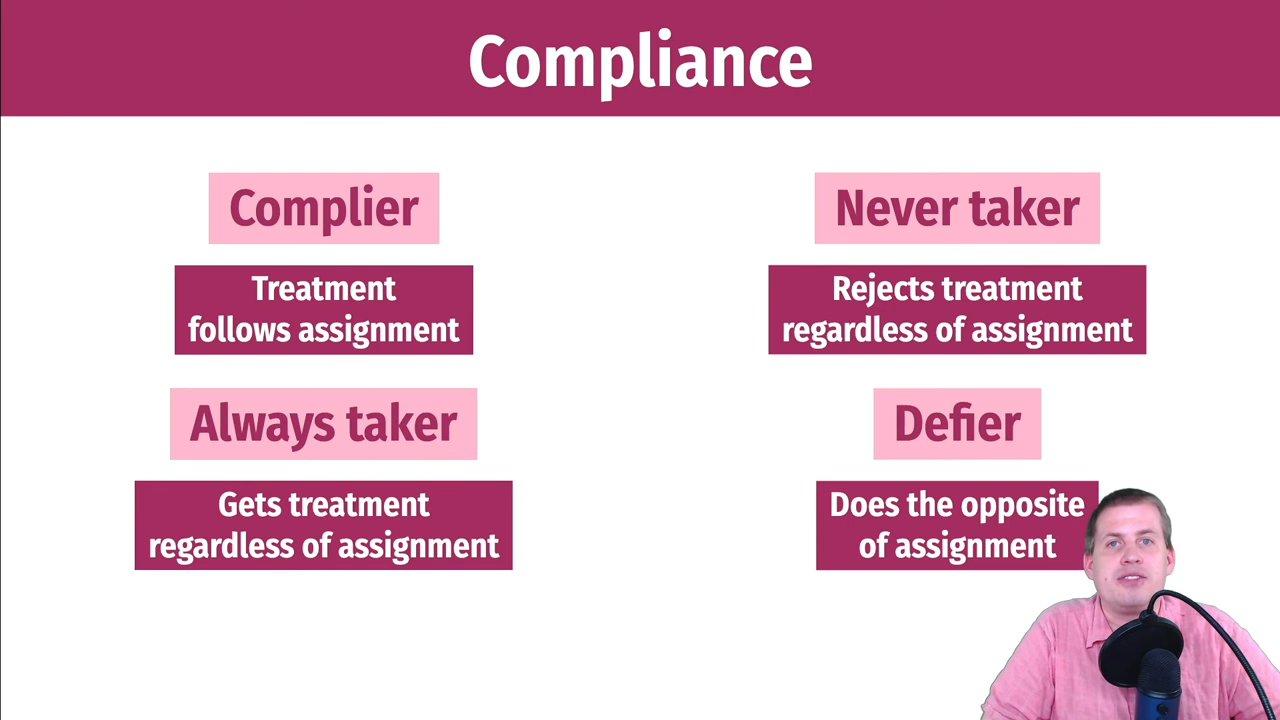 Compliance
Complier
Treatment
follows assignment
Never taker
Rejects treatment
regardless of assignment
Always taker
Gets treatment
regardless of assignment
Defier
Does the opposite
of assignment